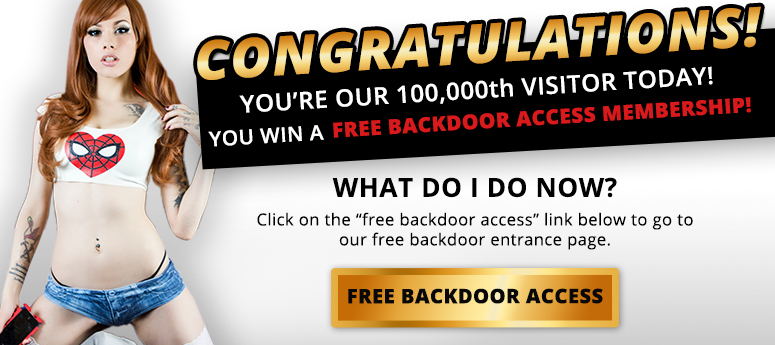 CONGRATULATIONS!
YOU'RE OUR 100,000th VISITOR TODAY!
YOU WIN A FREE BACKDOOR ACCESS MEMBERSHIP!
WHAT DO I DO NOW?
Click on the “free backdoor access” link below to go to
our free backdoor entrance page.
FREE BACKDOOR ACCESS